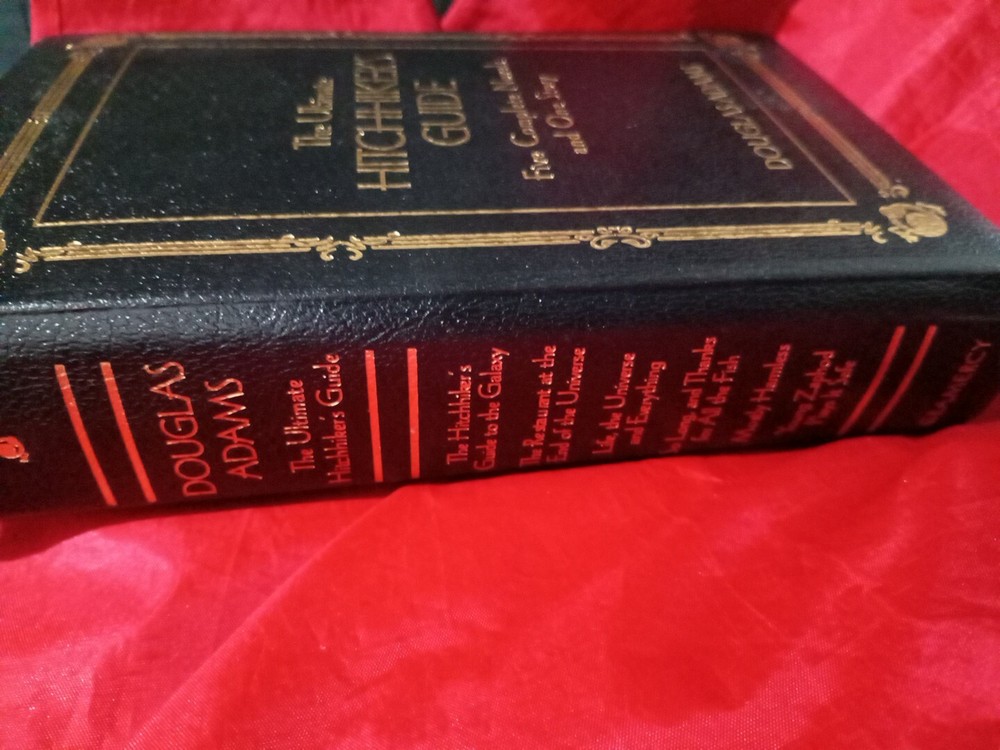 The Ultimate
HITCHHIKER'S
GUIDE
Five Complete Novels
and One Story
DOUGLAS ADAMS
DOUGLAS
ADAMS
The Ultimate
Hitchhiker's Guide
The Hitchhiker's
Guide to the Galaxy
The Restaurant at the
End of the Universe
Life, the Universe
and Everything
So Long, and Thanks
for All the Fish
Mostly Harmless
Young Zaphod
Plays It Safe
GRAMERCY